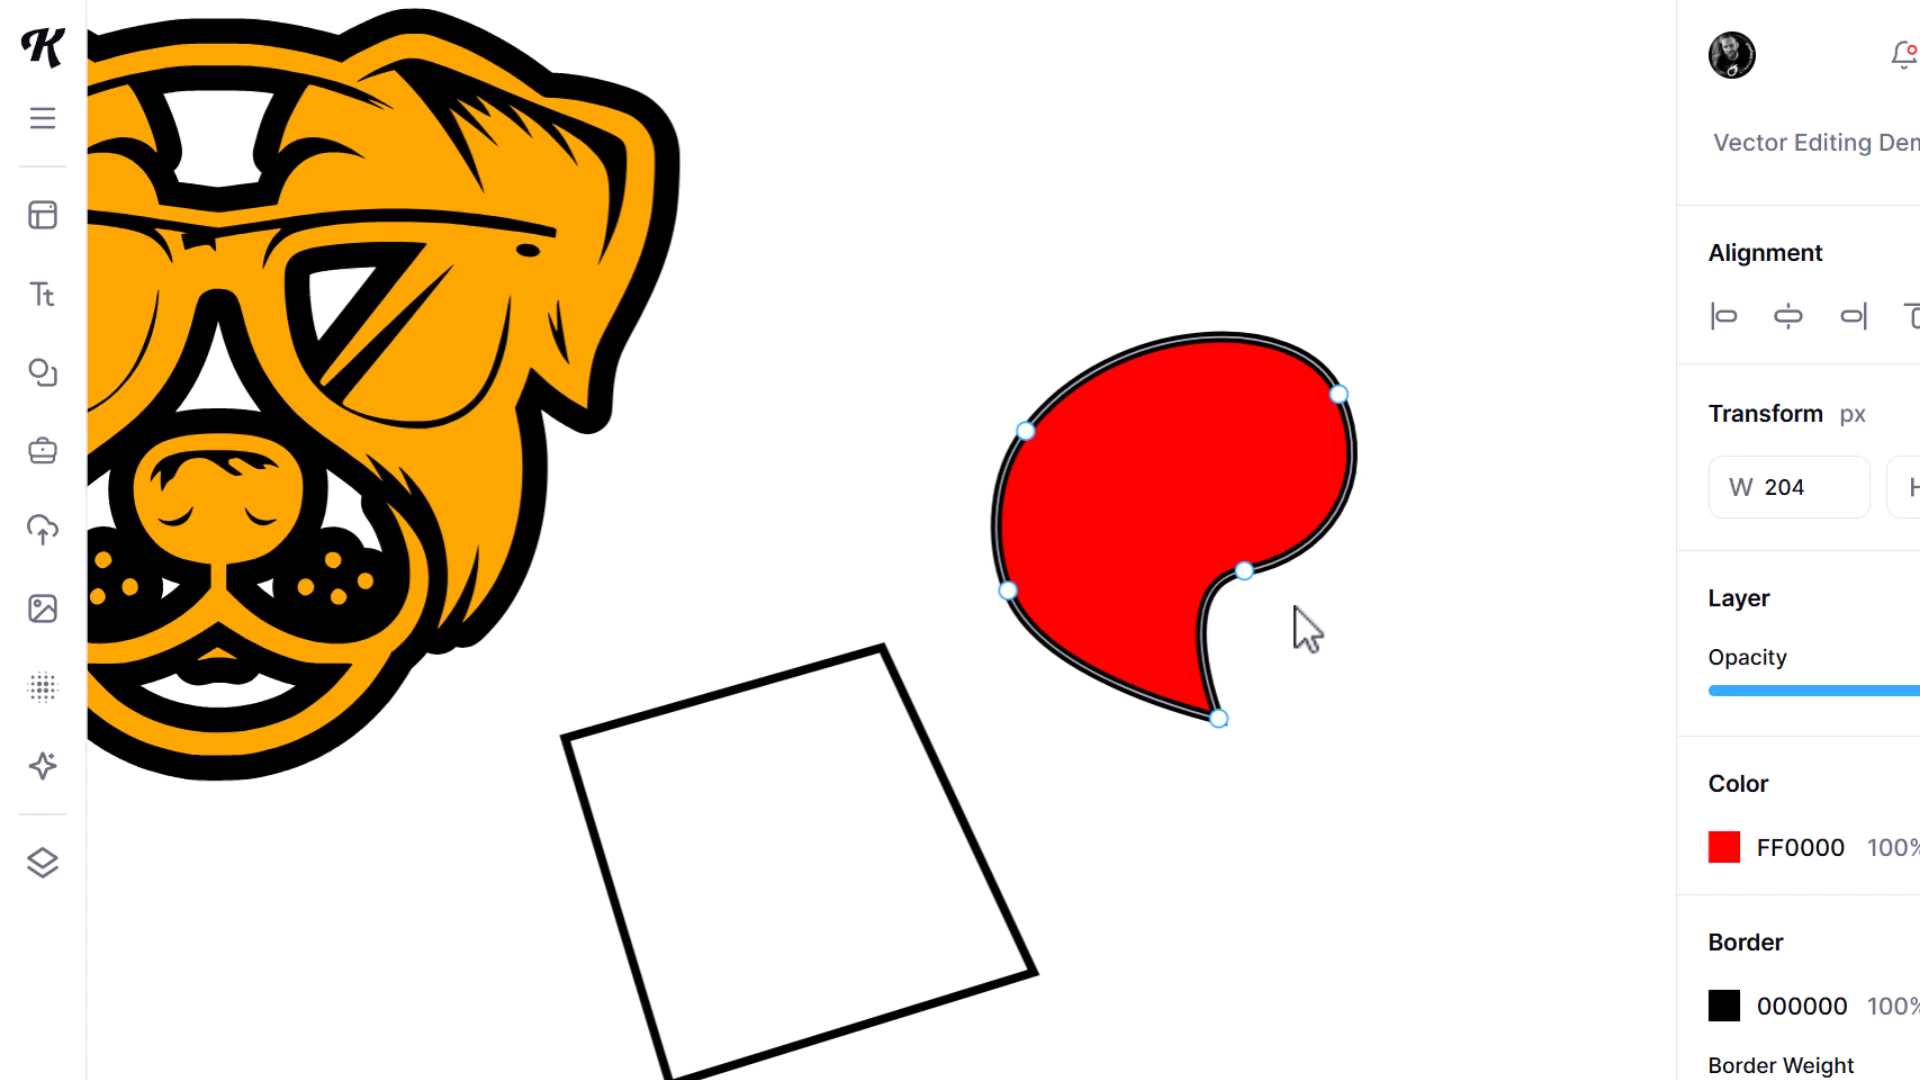 K
Tt
Vector Editing Dem
Alignment
Transform px
W 204
H
Layer
Opacity
Color
FF0000 100%
Border
000000 100%
Border Weight